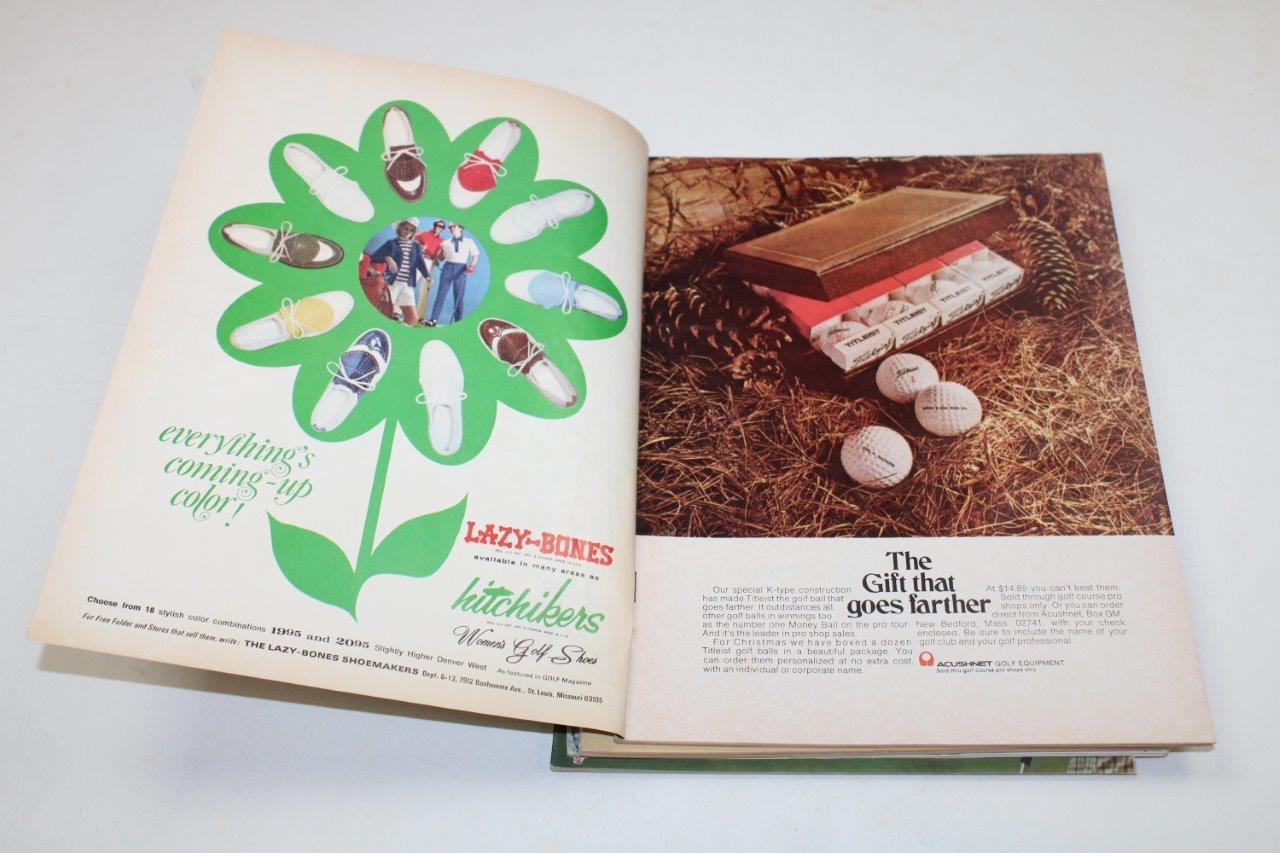 everything's
coming-up
color!
LAZY-BONES
available in many areas as
hitchikers
Women's Golf Shoes
As featured in GOLF Magazine.
Choose from 18 stylish color combinations 1995 and 2095 Slightly Higher Denver West
For Free Folder and Stores that sell them, write: THE LAZY-BONES SHOEMAKERS Dept. G-12, 7912 Bonhomme Ave., St. Louis, Missouri 63105
TITLEIST
TITLEIST
TITLEIST
TITLEIST
Titleist
Titleist
Titleist
The
Gift that
goes farther
Our special K-type construction
has made Titleist the golf ball that
goes farther. It outdistances all
other golf balls in winnings too
as the number one Money Ball on the pro tour.
And it's the leader in pro shop sales.
For Christmas we have boxed a dozen
Titleist golf balls in a beautiful package. You
can order them personalized at no extra cost,
with an individual or corporate name.
At $14.65 you can't beat them.
Sold through golf course pro
shops only. Or you can order
direct from Acushnet, Box GM,
New Bedford, Mass. 02741, with your check
enclosed. Be sure to include the name of your
golf club and your golf professional.
ACUSHNET GOLF EQUIPMENT
Sold thru golf course pro shops only.